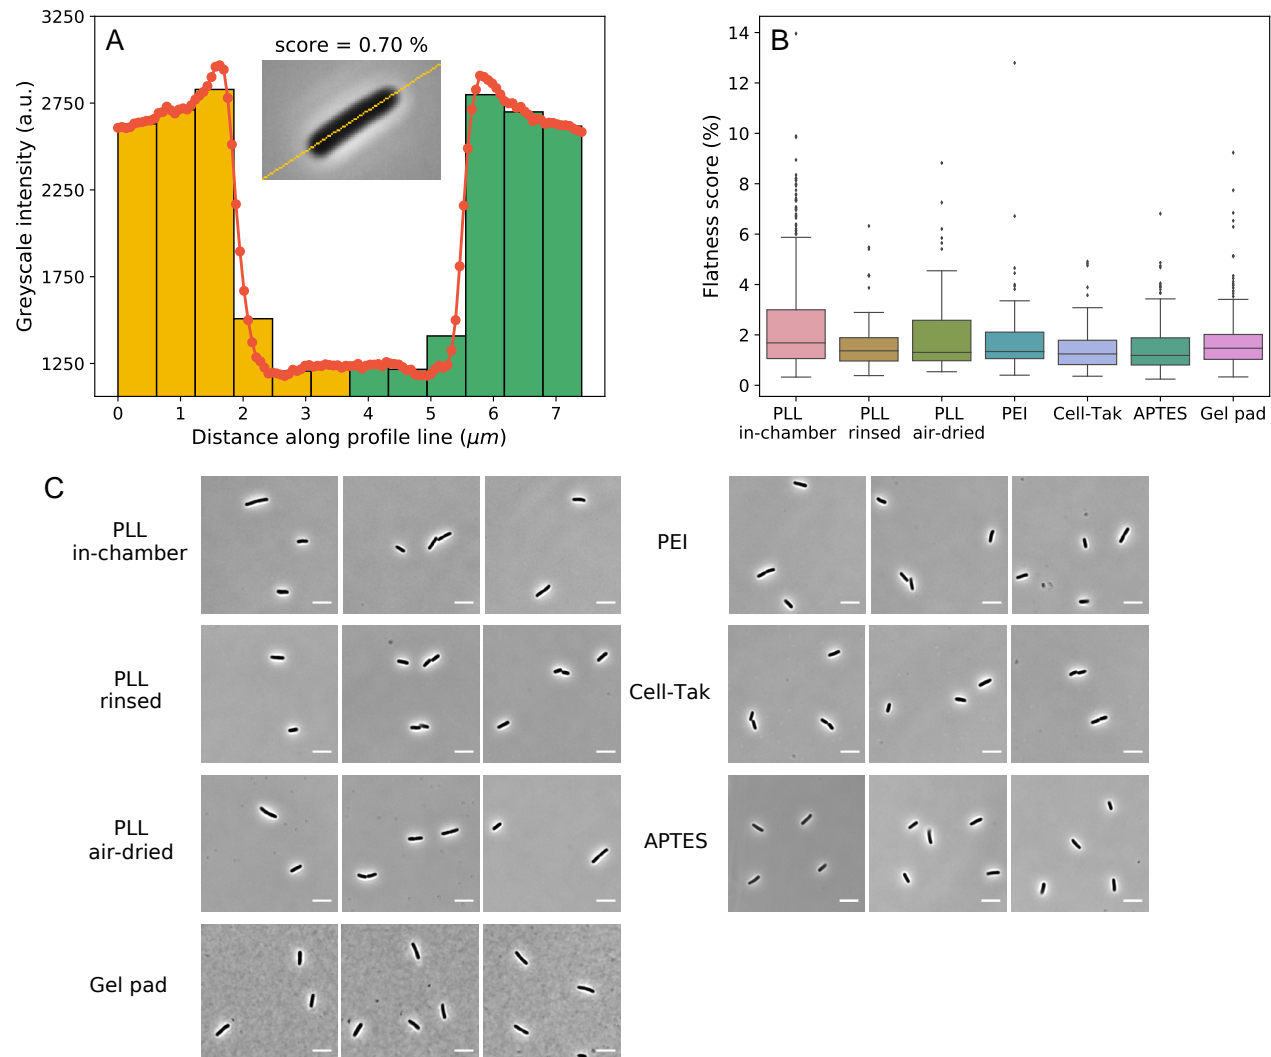 A
score = 0.70 %
3250
2750
2250
1750
1250
Greyscale intensity (a.u.)
0 1 2 3 4 5 6 7
Distance along profile line (μm)
B
14
12
10
8
6
4
2
0
Flatness score (%)
PLL
in-chamber
PLL
rinsed
PLL
air-dried
PEI
Cell-Tak
APTES
Gel pad
C
PLL
in-chamber
PEI
PLL
rinsed
Cell-Tak
PLL
air-dried
APTES
Gel pad